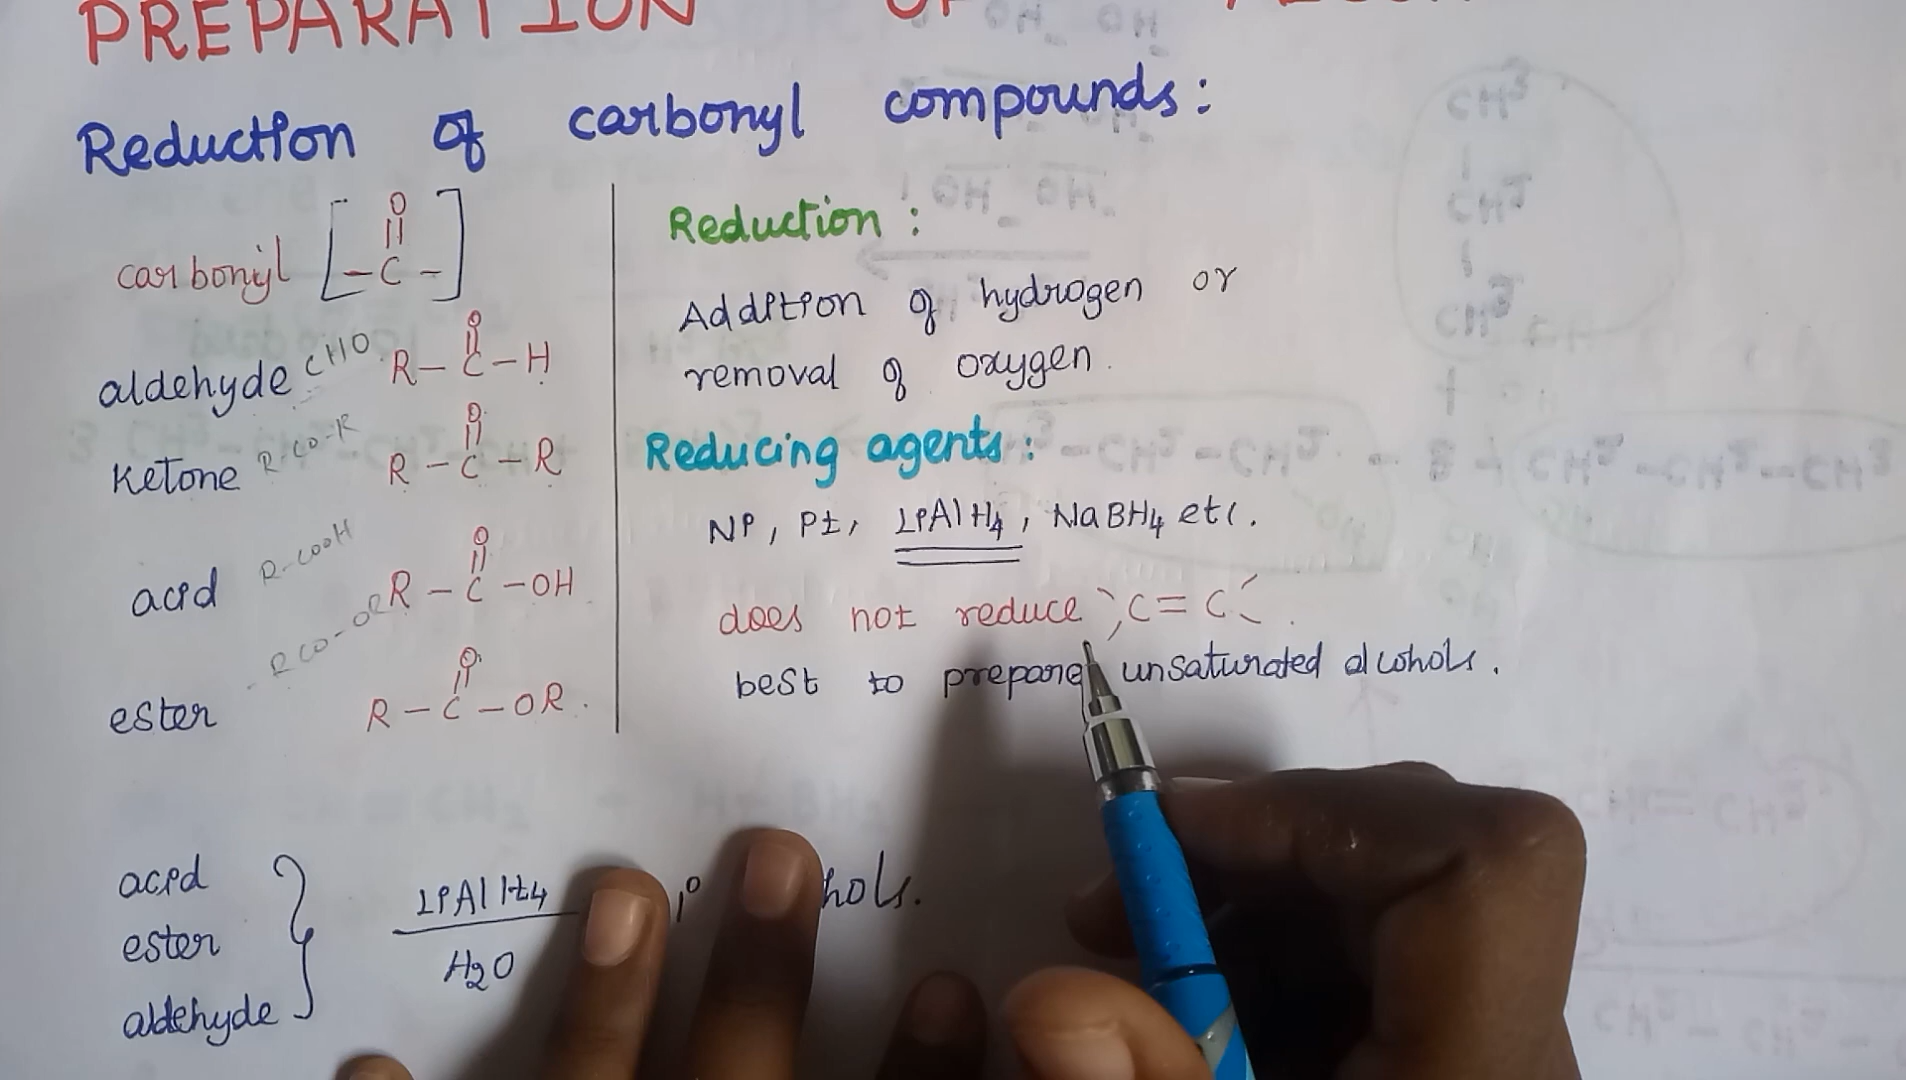 PREPARATION
Reduction of carbonyl compounds:
carbonyl [ O
-C- ]
aldehyde CHO R-C-H
O
Ketone R-CO-R R-C-R
O
acid R-COOH R-C-OH
O
ester RCO-OR R-C-OR.
O
Reduction:
Addition of hydrogen or
removal of oxygen.
Reducing agents:
Ni, Pt, LiAlH4, NaBH4 etc.
does not reduce >C=C<.
best to prepare unsaturated alcohols.
acid
ester
aldehyde
LiAlH4
H2O
1°
hols.